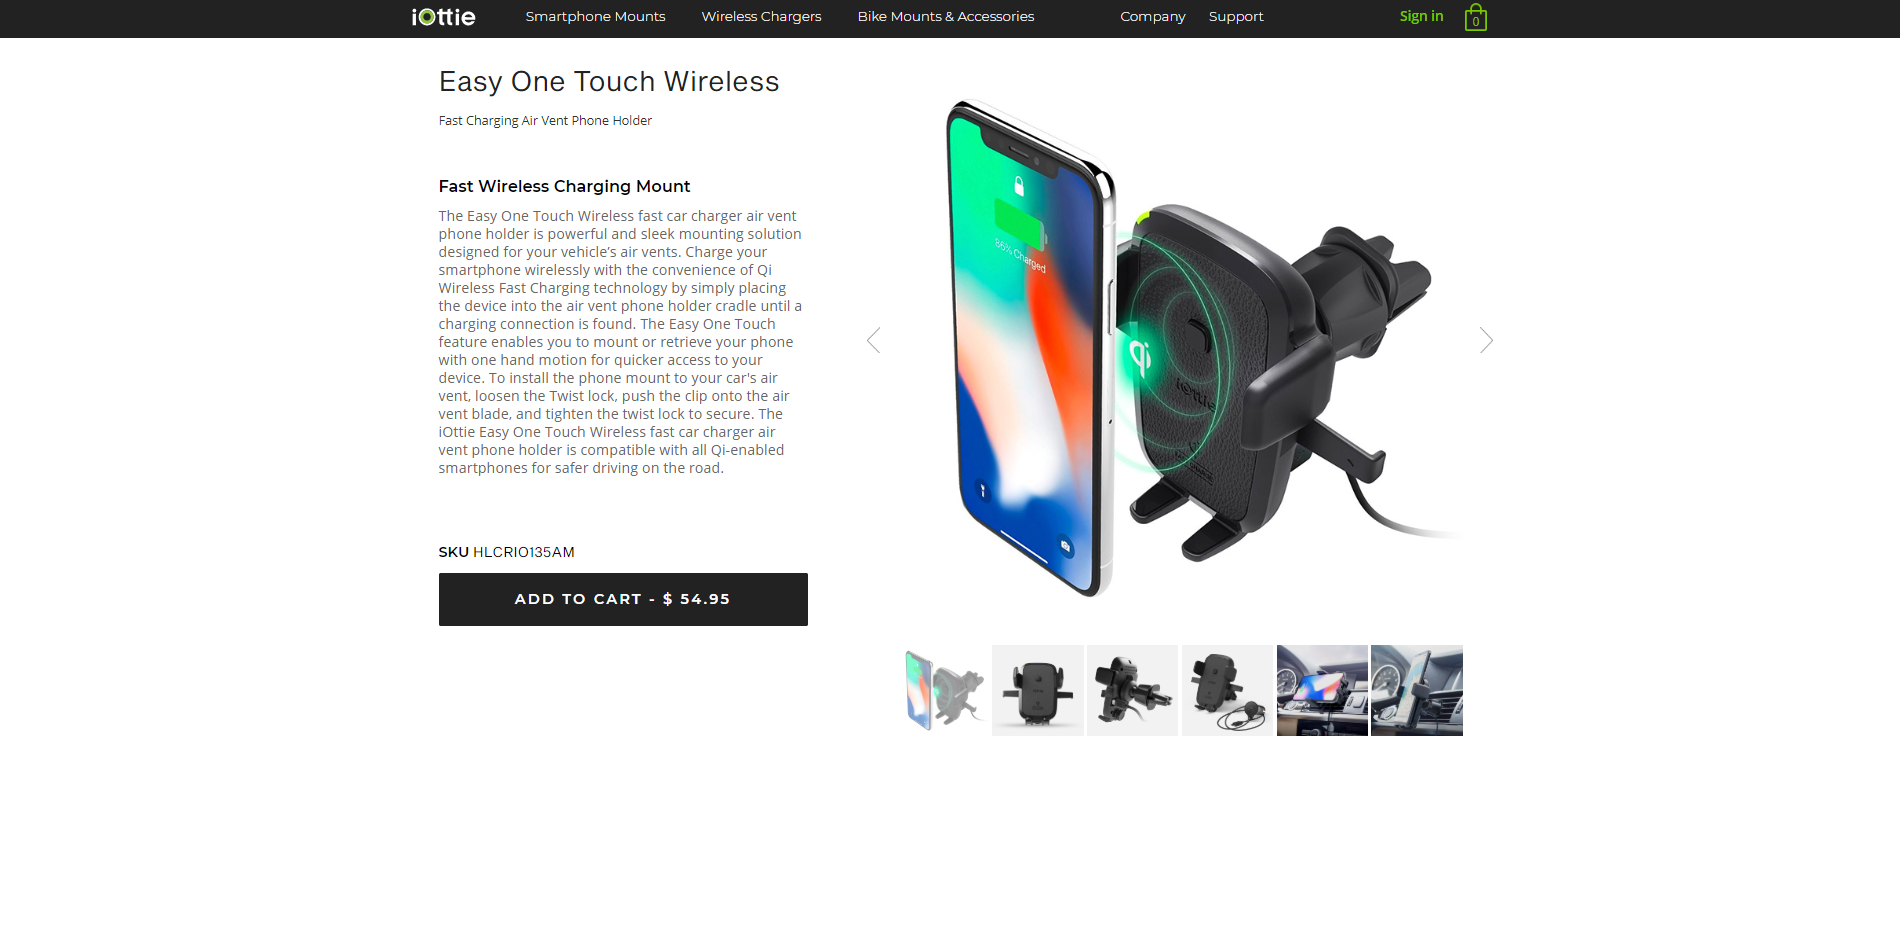 iOttie
Smartphone Mounts
Wireless Chargers
Bike Mounts & Accessories
Company
Support
Sign in
0
Easy One Touch Wireless
Fast Charging Air Vent Phone Holder
Fast Wireless Charging Mount
The Easy One Touch Wireless fast car charger air vent
phone holder is powerful and sleek mounting solution
designed for your vehicle’s air vents. Charge your
smartphone wirelessly with the convenience of Qi
Wireless Fast Charging technology by simply placing
the device into the air vent phone holder cradle until a
charging connection is found. The Easy One Touch
feature enables you to mount or retrieve your phone
with one hand motion for quicker access to your
device. To install the phone mount to your car's air
vent, loosen the Twist lock, push the clip onto the air
vent blade, and tighten the twist lock to secure. The
iOttie Easy One Touch Wireless fast car charger air
vent phone holder is compatible with all Qi-enabled
smartphones for safer driving on the road.
SKU HLCRIO135AM
ADD TO CART - $ 54.95
86% Charged
qi
iOttie